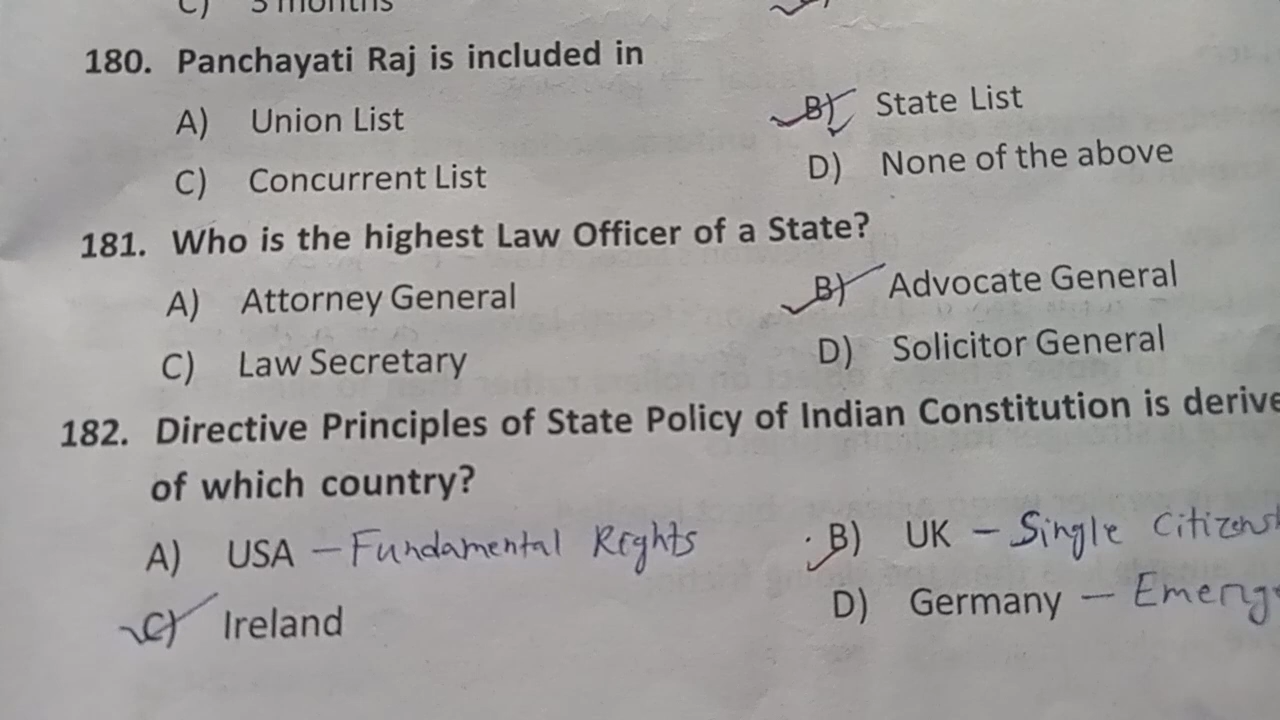 C) 3 months
180. Panchayati Raj is included in
A) Union List B) State List
C) Concurrent List D) None of the above
181. Who is the highest Law Officer of a State?
A) Attorney General B) Advocate General
C) Law Secretary D) Solicitor General
182. Directive Principles of State Policy of Indian Constitution is derive
of which country?
A) USA – Fundamental Rights B) UK – Single
C) Ireland D) Germany –